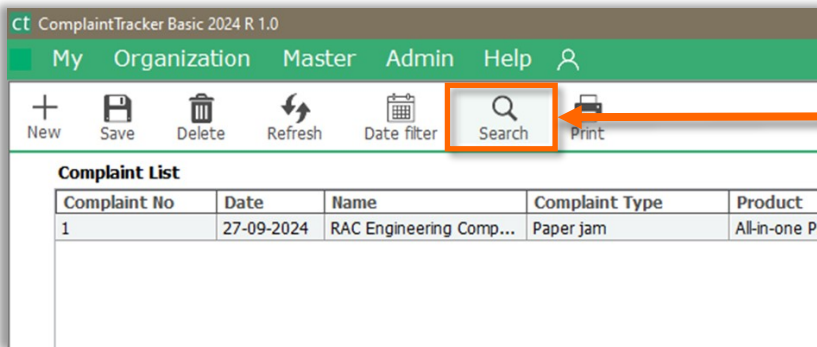 ct ComplaintTracker Basic 2024 R 1.0
My Organization Master Admin Help
New Save Delete Refresh Date filter Search Print
Complaint List
Complaint No Date Name Complaint Type Product
1 27-09-2024 RAC Engineering Comp... Paper jam All-in-one P